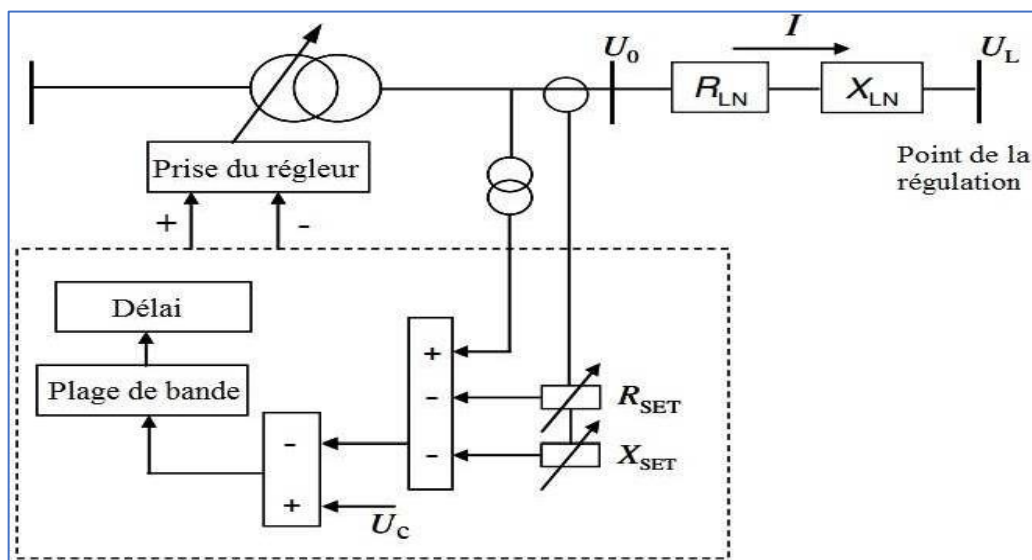 U₀
I
U_L
R_LN
X_LN
Prise du régleur
Point de la
régulation
+
-
Délai
Plage de bande
+
-
-
R_SET
X_SET
-
+
U_C